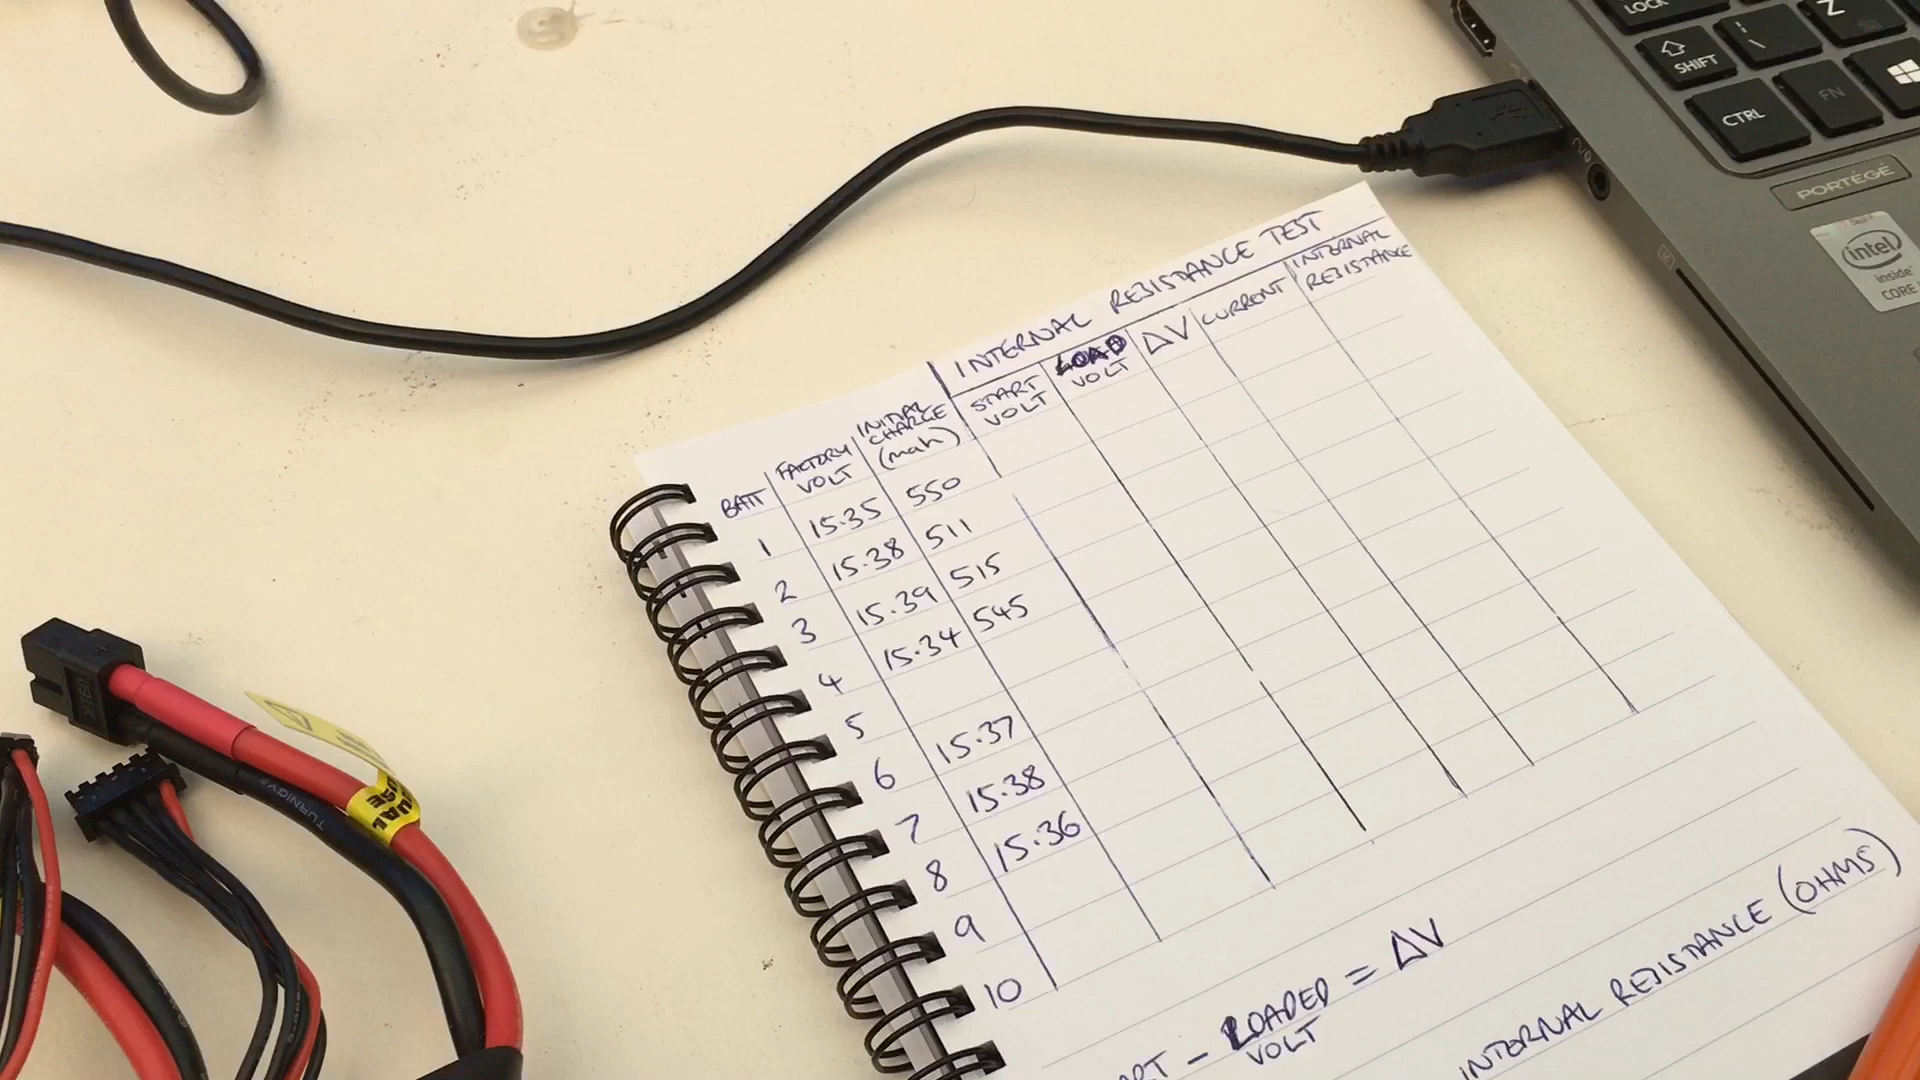 LOCK
Z
\
SHIFT
CTRL
FN
PORTÉGÉ
intel
inside
CORE
INTERNAL RESISTANCE TEST
BATT
FACTORY VOLT
INITIAL CHARGE (mah)
START VOLT
LOAD VOLT
ΔV
CURRENT
INTERNAL RESISTANCE
1 15.35 550
2 15.38 511
3 15.39 515
4 15.34 545
5
6 15.37
7 15.38
8 15.36
9
10
- LOADED VOLT = ΔV
INTERNAL RESISTANCE (OHMS)
TURNIGY